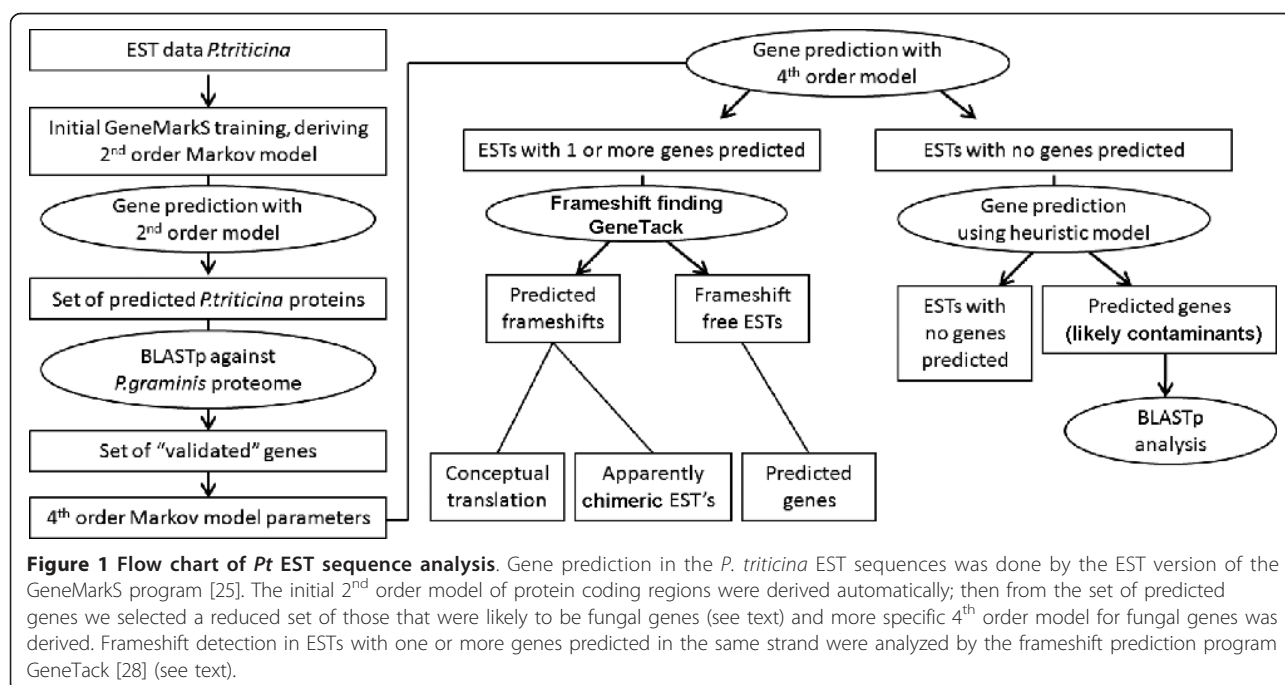 EST data P.triticina
Initial GeneMarkS training, deriving
2nd order Markov model
Gene prediction with
2nd order model
Set of predicted P.triticina proteins
BLASTp against
P.graminis proteome
Set of “validated” genes
4th order Markov model parameters
Gene prediction with
4th order model
ESTs with 1 or more genes predicted
Frameshift finding
GeneTack
Predicted
frameshifts
Frameshift
free ESTs
Conceptual
translation
Apparently
chimeric EST's
Predicted
genes
ESTs with no genes predicted
Gene prediction
using heuristic model
ESTs with
no genes
predicted
Predicted genes
(likely contaminants)
BLASTp
analysis
Figure 1 Flow chart of Pt EST sequence analysis. Gene prediction in the P. triticina EST sequences was done by the EST version of the
GeneMarkS program [25]. The initial 2nd order model of protein coding regions were derived automatically; then from the set of predicted
genes we selected a reduced set of those that were likely to be fungal genes (see text) and more specific 4th order model for fungal genes was
derived. Frameshift detection in ESTs with one or more genes predicted in the same strand were analyzed by the frameshift prediction program
GeneTack [28] (see text).